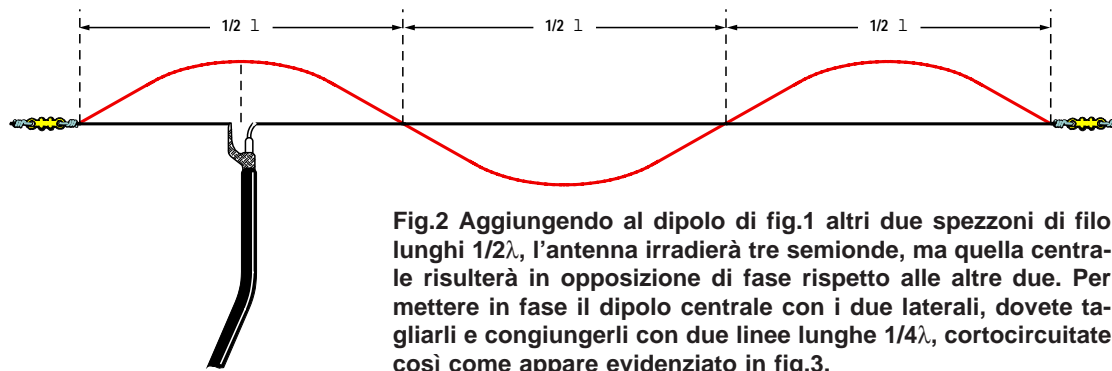 1/2 l 1/2 l 1/2 l
Fig.2 Aggiungendo al dipolo di fig.1 altri due spezzoni di filo
lunghi 1/2λ, l'antenna irradierà tre semionde, ma quella centra-
le risulterà in opposizione di fase rispetto alle altre due. Per
mettere in fase il dipolo centrale con i due laterali, dovete ta-
gliarli e congiungerli con due linee lunghe 1/4λ, cortocircuitate
così come appare evidenziato in fig.3.